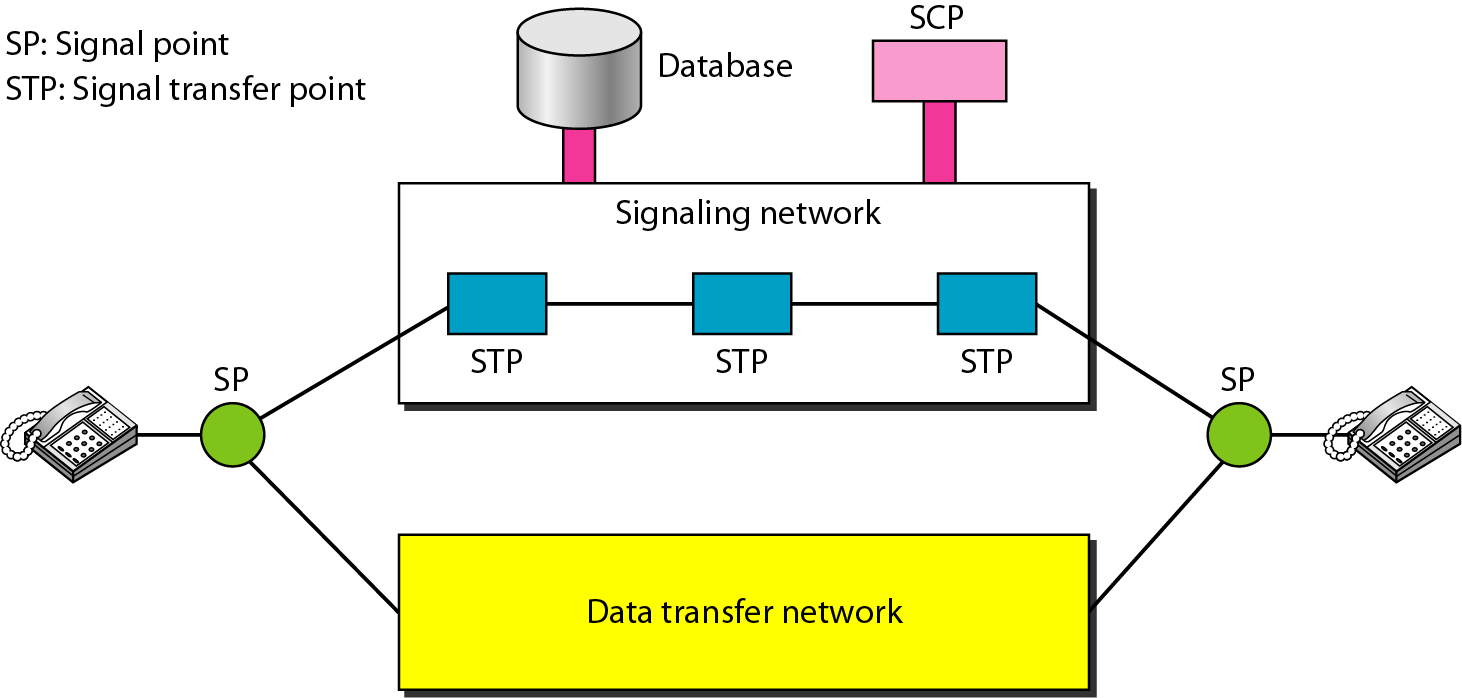 SP: Signal point
STP: Signal transfer point
Database
SCP
Signaling network
STP
STP
STP
SP
SP
Data transfer network